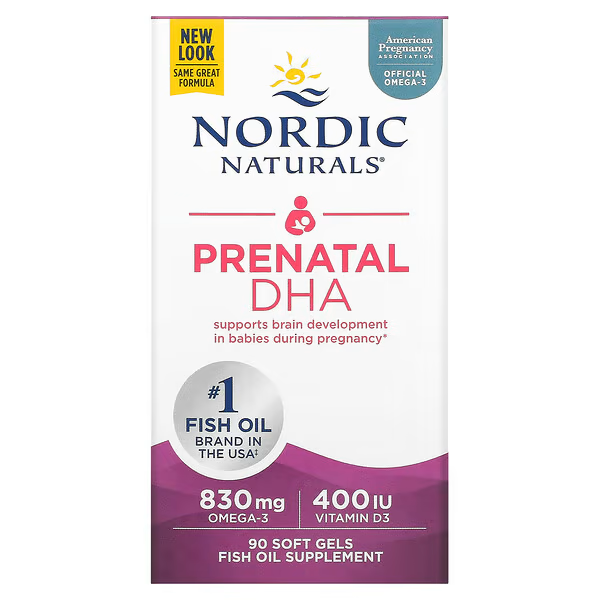 NEW
LOOK
SAME GREAT
FORMULA
American
Pregnancy
ASSOCIATION
OFFICIAL
OMEGA-3
NORDIC
NATURALS®
PRENATAL
DHA
supports brain development
in babies during pregnancy*
#1
FISH OIL
BRAND IN
THE USA‡
830 mg
OMEGA-3
400 IU
VITAMIN D3
90 SOFT GELS
FISH OIL SUPPLEMENT